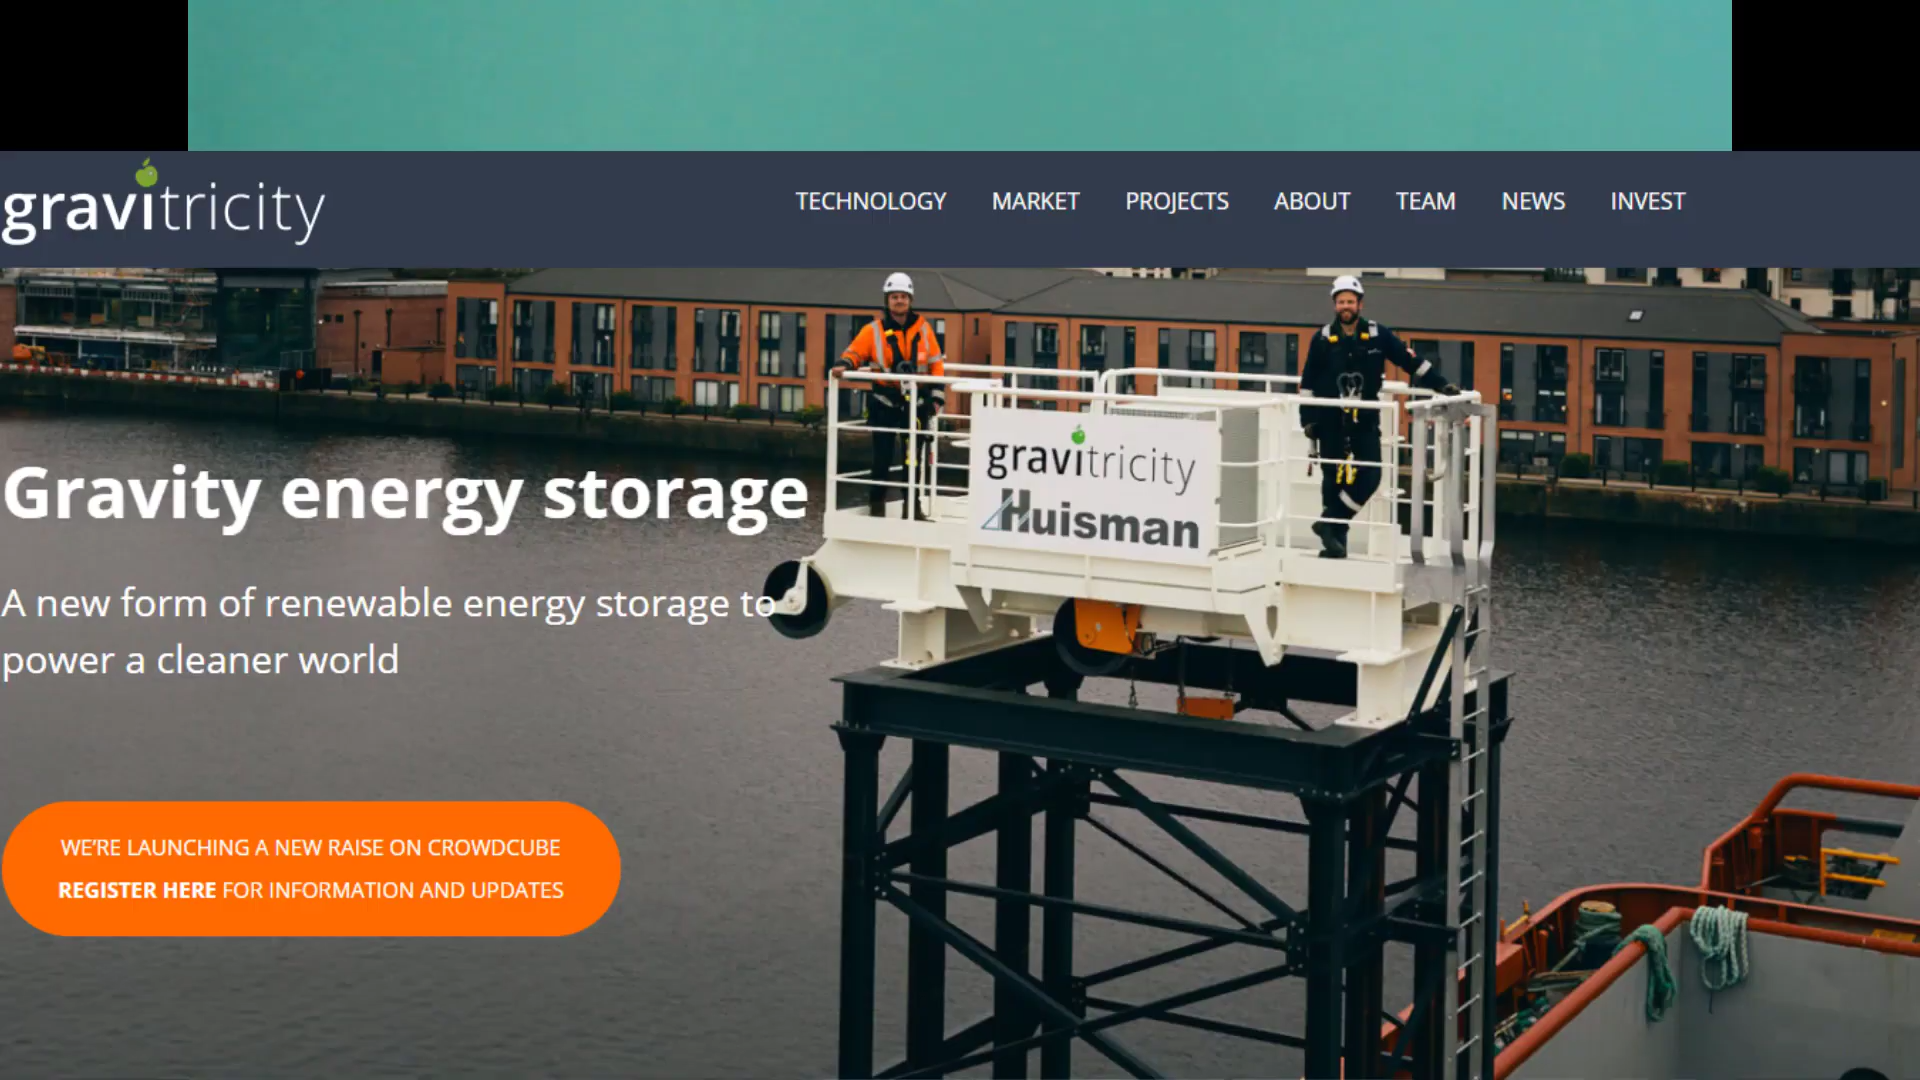 gravitricity
TECHNOLOGY MARKET PROJECTS ABOUT TEAM NEWS INVEST
gravitricity
Huisman
Gravity energy storage
A new form of renewable energy storage to
power a cleaner world
WE'RE LAUNCHING A NEW RAISE ON CROWDCUBE
REGISTER HERE FOR INFORMATION AND UPDATES